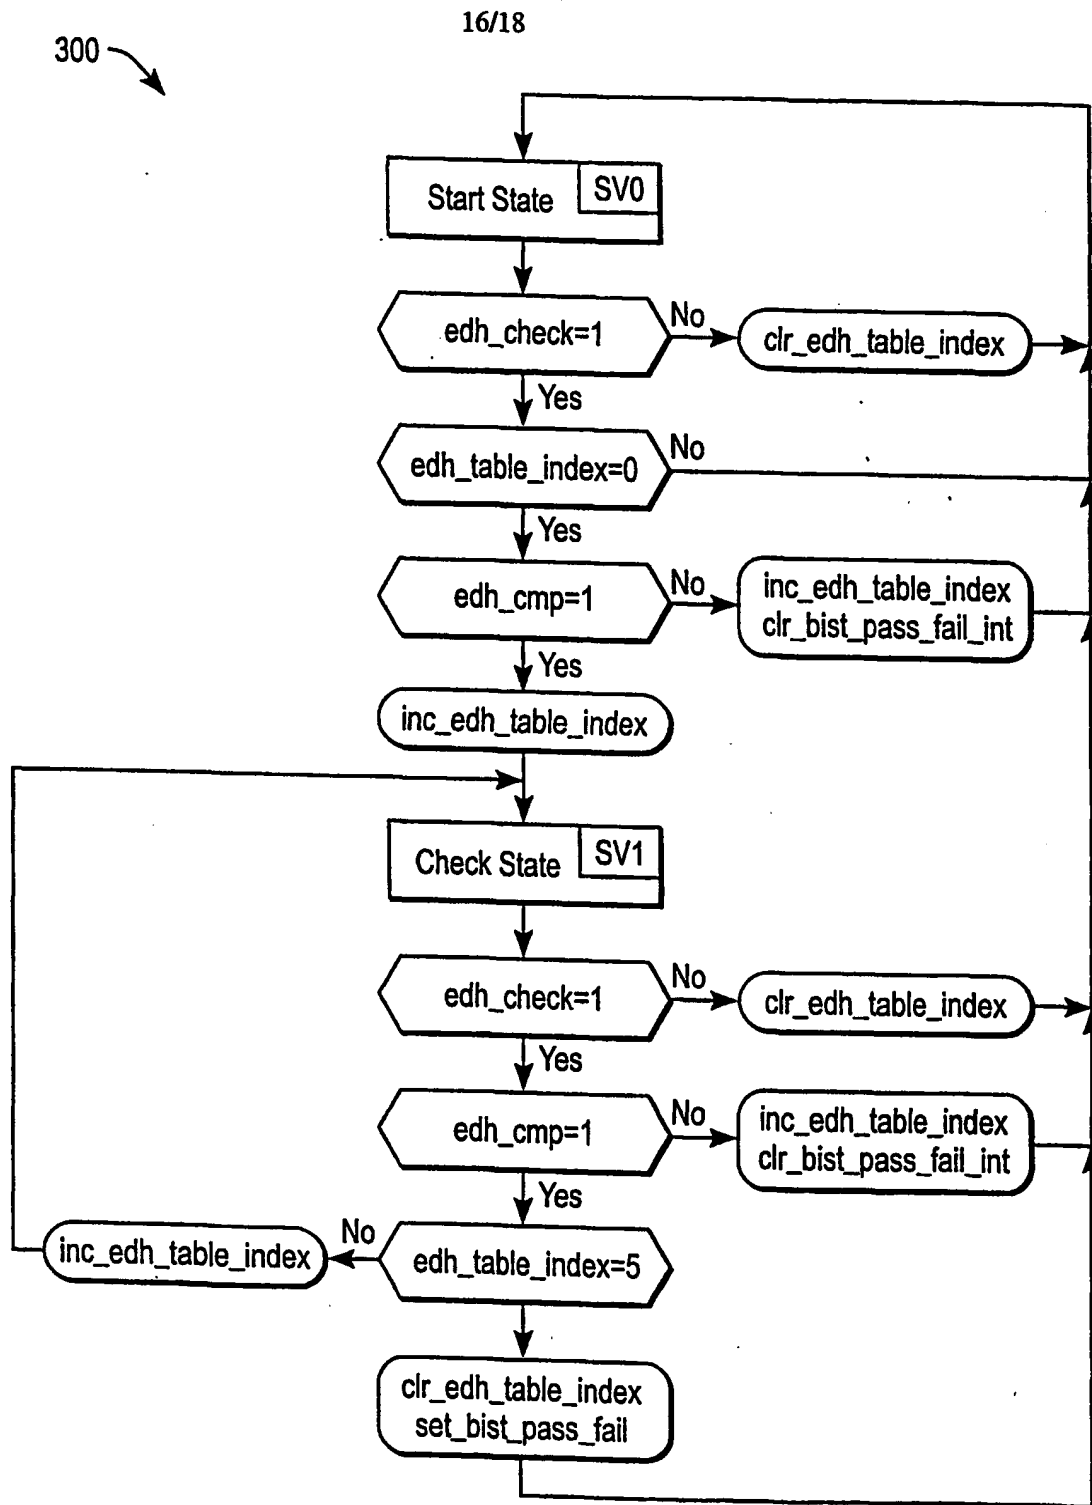 16/18
300
Start State
SV0
edh_check=1
No
clr_edh_table_index
Yes
edh_table_index=0
No
Yes
edh_cmp=1
No
inc_edh_table_index
clr_bist_pass_fail_int
Yes
inc_edh_table_index
Check State
SV1
edh_check=1
No
clr_edh_table_index
Yes
edh_cmp=1
No
inc_edh_table_index
clr_bist_pass_fail_int
Yes
inc_edh_table_index
No
edh_table_index=5
clr_edh_table_index
set_bist_pass_fail